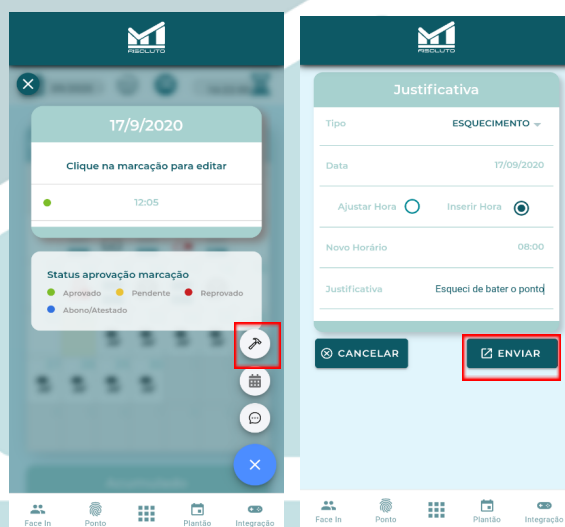 RISOLUTO
17/9/2020
Clique na marcação para editar
12:05
Status aprovação marcação
Aprovado Pendente Reprovado
Abono/Atestado
Face In Ponto Plantão Integração
RISOLUTO
Justificativa
Tipo ESQUECIMENTO
Data 17/09/2020
Ajustar Hora Inserir Hora
Novo Horário 08:00
Justificativa Esqueci de bater o ponto
CANCELAR ENVIAR
Face In Ponto Plantão Integração